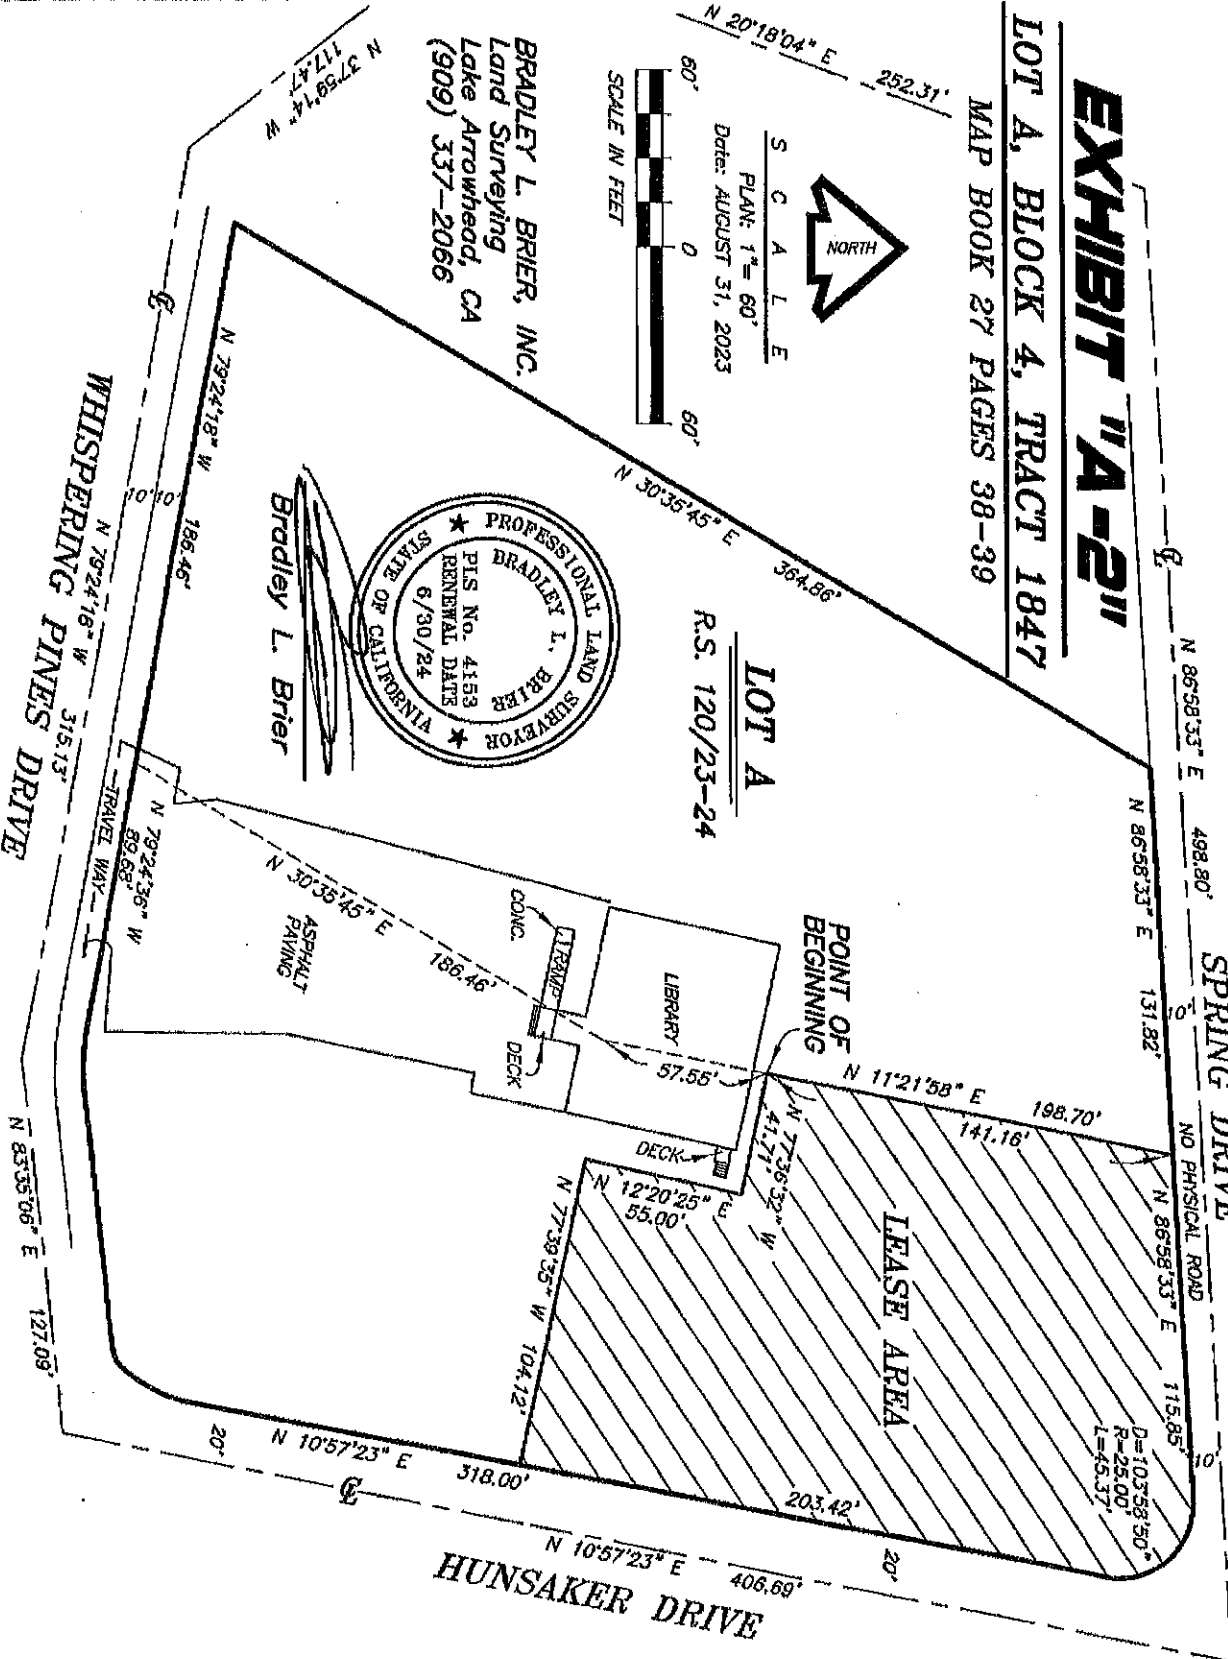 EXHIBIT "A-2"
LOT A, BLOCK 4, TRACT 1847
MAP BOOK 27 PAGES 38-39
N 20°18'04" E 252.31'
NORTH
S C A L E
PLAN: 1"= 60'
Date: AUGUST 31, 2023
60' 0 60'
SCALE IN FEET
BRADLEY L. BRIER, INC.
Land Surveying
Lake Arrowhead, CA
(909) 337-2066
N 37°59'14" W
117.47'
SPRING DRIVE
NO PHYSICAL ROAD
N 86°58'33" E 498.80'
N 86°58'33" E 131.82'
10'
N 86°58'33" E 115.85'
10'
D=103°58'50"
R=25.00'
L=45.37'
N 30°35'45" E 364.86'
LOT A
R.S. 120/23-24
PROFESSIONAL LAND SURVEYOR
BRADLEY L. BRIER
PLS No. 4153
RENEWAL DATE
6/30/24
STATE OF CALIFORNIA
Bradley L. Brier
POINT OF
BEGINNING
N 11°21'58" E 198.70'
141.16'
LIBRARY
57.55'
N 77°36'32" W
41.71'
DECK
N 12°20'25" E
55.00'
LEASE AREA
N 77°39'35" W 104.12'
CONC.
RAMP
DECK
ASPHALT
PAVING
N 30°35'45" E 186.46'
N 79°24'36" W
89.68'
TRAVEL WAY
N 79°24'18" W 186.46'
10' 10'
N 79°24'18" W 315.13'
WHISPERING PINES DRIVE
N 83°35'06" E 127.09'
20'
N 10°57'23" E 318.00'
203.42'
20'
N 10°57'23" E 406.69'
HUNSAKER DRIVE